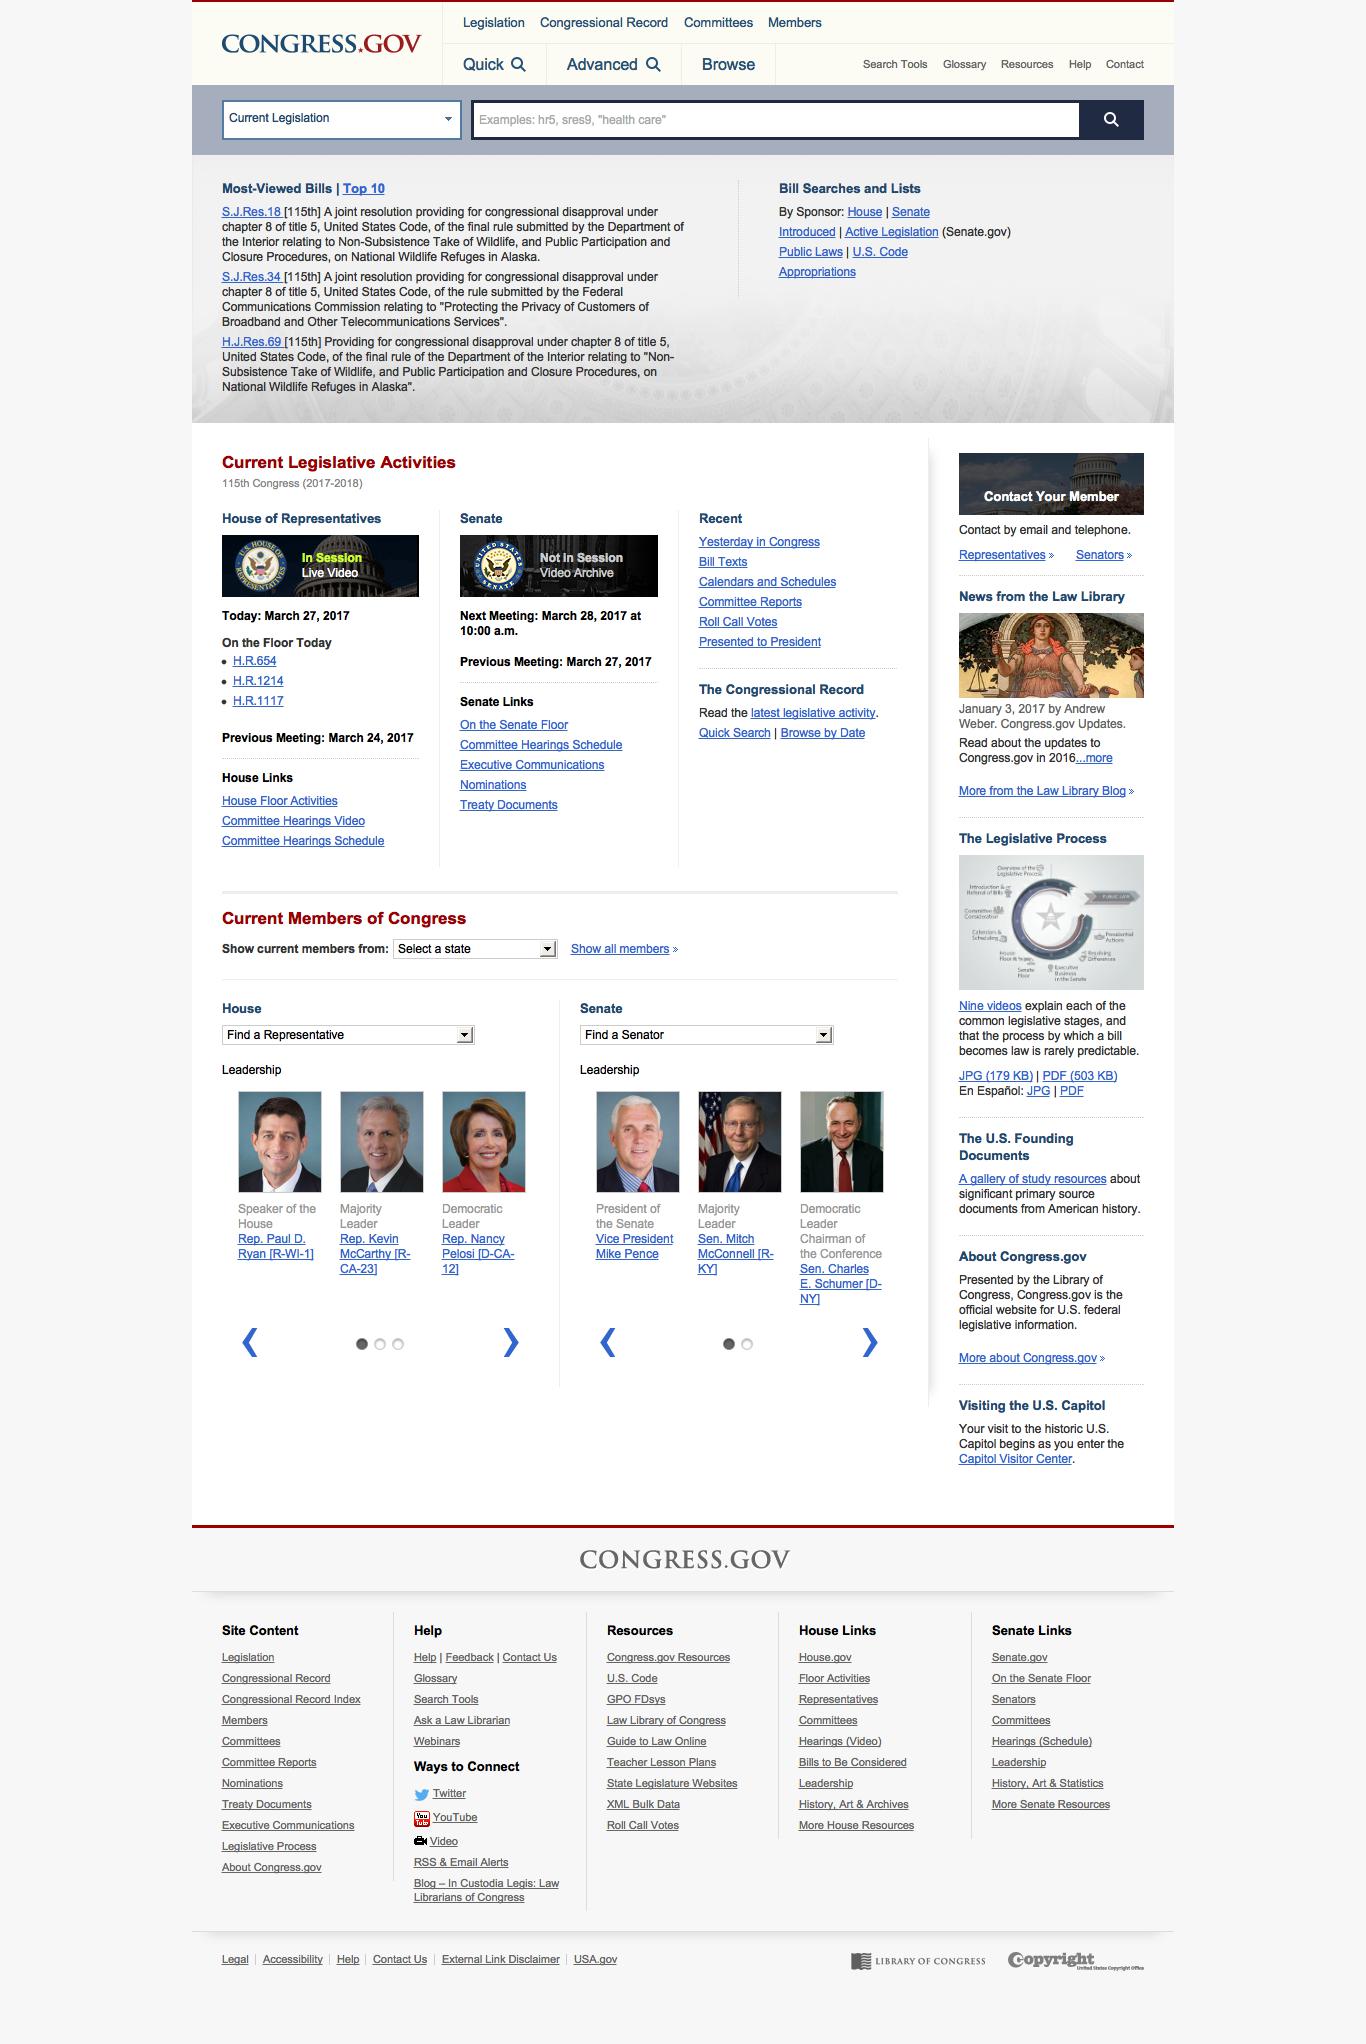 CONGRESS.GOV
Legislation Congressional Record Committees Members
Quick Advanced Browse
Search Tools Glossary Resources Help Contact
Current Legislation
Examples: hr5, sres9, "health care"
Most-Viewed Bills | Top 10
S.J.Res.18 [115th] A joint resolution providing for congressional disapproval under
chapter 8 of title 5, United States Code, of the final rule submitted by the Department of
the Interior relating to Non-Subsistence Take of Wildlife, and Public Participation and
Closure Procedures, on National Wildlife Refuges in Alaska.
S.J.Res.34 [115th] A joint resolution providing for congressional disapproval under
chapter 8 of title 5, United States Code, of the rule submitted by the Federal
Communications Commission relating to "Protecting the Privacy of Customers of
Broadband and Other Telecommunications Services".
H.J.Res.69 [115th] Providing for congressional disapproval under chapter 8 of title 5,
United States Code, of the final rule of the Department of the Interior relating to "Non-
Subsistence Take of Wildlife, and Public Participation and Closure Procedures, on
National Wildlife Refuges in Alaska".
Bill Searches and Lists
By Sponsor: House | Senate
Introduced | Active Legislation (Senate.gov)
Public Laws | U.S. Code
Appropriations
Current Legislative Activities
115th Congress (2017-2018)
House of Representatives
In Session
Live Video
Today: March 27, 2017
On the Floor Today
H.R.654
H.R.1214
H.R.1117
Previous Meeting: March 24, 2017
House Links
House Floor Activities
Committee Hearings Video
Committee Hearings Schedule
Senate
Not in Session
Video Archive
Next Meeting: March 28, 2017 at
10:00 a.m.
Previous Meeting: March 27, 2017
Senate Links
On the Senate Floor
Committee Hearings Schedule
Executive Communications
Nominations
Treaty Documents
Recent
Yesterday in Congress
Bill Texts
Calendars and Schedules
Committee Reports
Roll Call Votes
Presented to President
The Congressional Record
Read the latest legislative activity.
Quick Search | Browse by Date
Current Members of Congress
Show current members from: Select a state Show all members »
House
Find a Representative
Leadership
Speaker of the
House
Rep. Paul D.
Ryan [R-WI-1]
Majority
Leader
Rep. Kevin
McCarthy [R-
CA-23]
Democratic
Leader
Rep. Nancy
Pelosi [D-CA-
12]
Senate
Find a Senator
Leadership
President of
the Senate
Vice President
Mike Pence
Majority
Leader
Sen. Mitch
McConnell [R-
KY]
Democratic
Leader
Chairman of
the Conference
Sen. Charles
E. Schumer [D-
NY]
Contact Your Member
Contact by email and telephone.
Representatives » Senators »
News from the Law Library
January 3, 2017 by Andrew
Weber. Congress.gov Updates.
Read about the updates to
Congress.gov in 2016...more
More from the Law Library Blog »
The Legislative Process
Overview of the
Legislative Process
Introduction &
Referral of Bills
PUBLIC LAW
Committee
Consideration
Calendars &
Scheduling
Presidential
Actions
House Floor
Resolving
Differences
Senate
Floor
Executive
Business
in the Senate
Nine videos explain each of the
common legislative stages, and
that the process by which a bill
becomes law is rarely predictable.
JPG (179 KB) | PDF (503 KB)
En Español: JPG | PDF
The U.S. Founding
Documents
A gallery of study resources about
significant primary source
documents from American history.
About Congress.gov
Presented by the Library of
Congress, Congress.gov is the
official website for U.S. federal
legislative information.
More about Congress.gov »
Visiting the U.S. Capitol
Your visit to the historic U.S.
Capitol begins as you enter the
Capitol Visitor Center.
CONGRESS.GOV
Site Content
Legislation
Congressional Record
Congressional Record Index
Members
Committees
Committee Reports
Nominations
Treaty Documents
Executive Communications
Legislative Process
About Congress.gov
Help
Help | Feedback | Contact Us
Glossary
Search Tools
Ask a Law Librarian
Webinars
Ways to Connect
Twitter
You Tube YouTube
Video
RSS & Email Alerts
Blog – In Custodia Legis: Law
Librarians of Congress
Resources
Congress.gov Resources
U.S. Code
GPO FDsys
Law Library of Congress
Guide to Law Online
Teacher Lesson Plans
State Legislature Websites
XML Bulk Data
Roll Call Votes
House Links
House.gov
Floor Activities
Representatives
Committees
Hearings (Video)
Bills to Be Considered
Leadership
History, Art & Archives
More House Resources
Senate Links
Senate.gov
On the Senate Floor
Senators
Committees
Hearings (Schedule)
Leadership
History, Art & Statistics
More Senate Resources
Legal | Accessibility | Help | Contact Us | External Link Disclaimer | USA.gov
LIBRARY OF CONGRESS
Copyright
United States Copyright Office